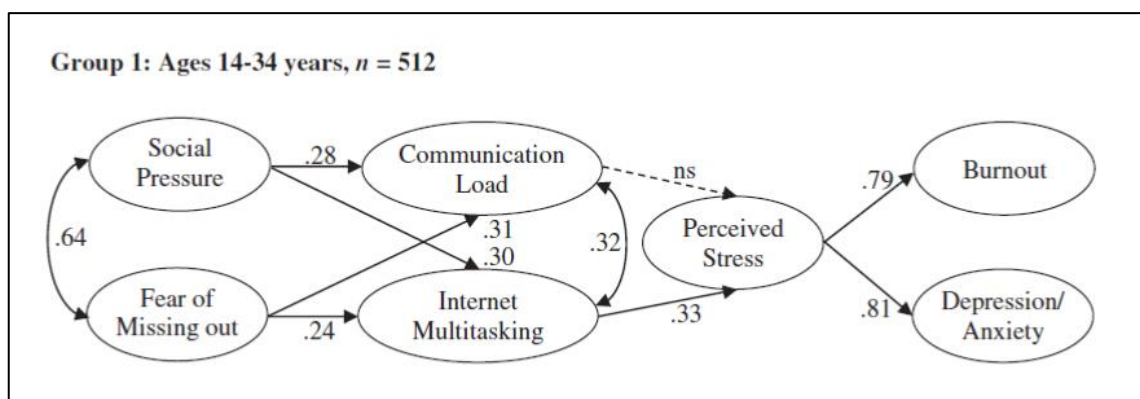 Group 1: Ages 14-34 years, n = 512
Social
Pressure
.28
Communication
Load
ns
.79
Burnout
.64
.31
.30
.32
Perceived
Stress
Fear of
Missing out
.24
Internet
Multitasking
.33
.81
Depression/
Anxiety